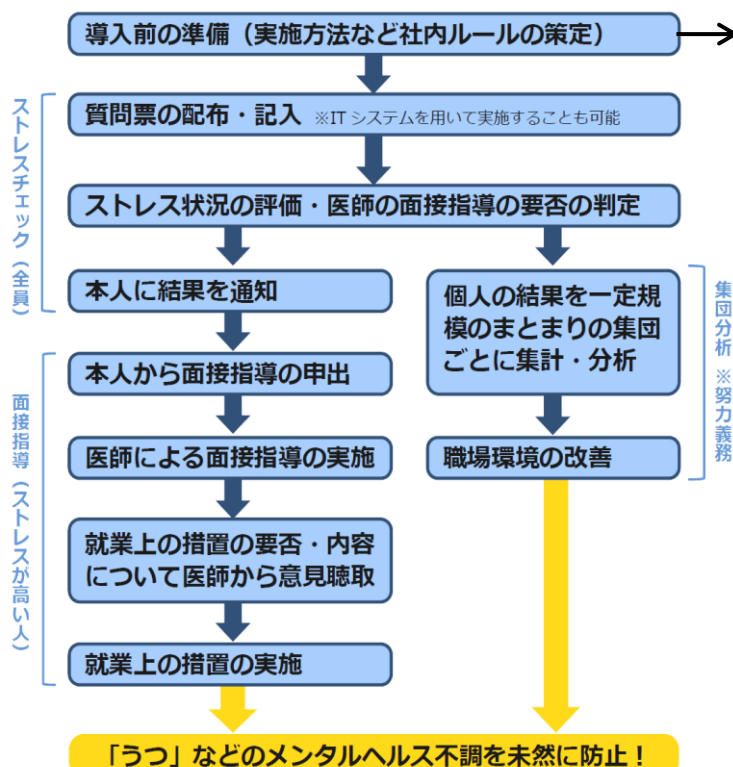 導入前の準備（実施方法など社内ルールの策定）
ストレスチェック（全員）
質問票の配布・記入 ※IT システムを用いて実施することも可能
ストレス状況の評価・医師の面接指導の要否の判定
本人に結果を通知
面接指導（ストレスが高い人）
本人から面接指導の申出
医師による面接指導の実施
就業上の措置の要否・内容
について医師から意見聴取
就業上の措置の実施
個人の結果を一定規
模のまとまりの集団
ごとに集計・分析
職場環境の改善
集団分析 ※努力義務
「うつ」などのメンタルヘルス不調を未然に防止！